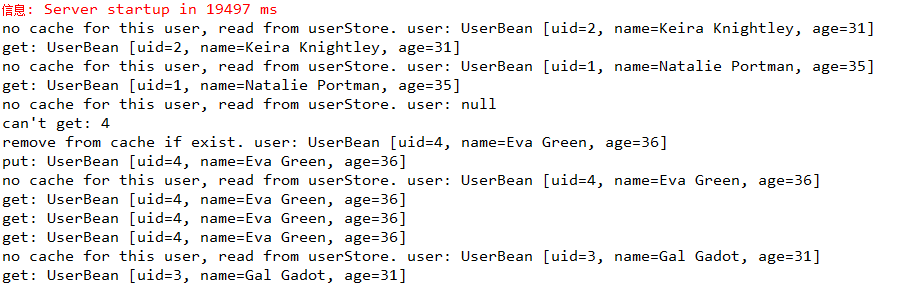 信息: Server startup in 19497 ms
no cache for this user, read from userStore. user: UserBean [uid=2, name=Keira Knightley, age=31]
get: UserBean [uid=2, name=Keira Knightley, age=31]
no cache for this user, read from userStore. user: UserBean [uid=1, name=Natalie Portman, age=35]
get: UserBean [uid=1, name=Natalie Portman, age=35]
no cache for this user, read from userStore. user: null
can't get: 4
remove from cache if exist. user: UserBean [uid=4, name=Eva Green, age=36]
put: UserBean [uid=4, name=Eva Green, age=36]
no cache for this user, read from userStore. user: UserBean [uid=4, name=Eva Green, age=36]
get: UserBean [uid=4, name=Eva Green, age=36]
get: UserBean [uid=4, name=Eva Green, age=36]
get: UserBean [uid=4, name=Eva Green, age=36]
no cache for this user, read from userStore. user: UserBean [uid=3, name=Gal Gadot, age=31]
get: UserBean [uid=3, name=Gal Gadot, age=31]